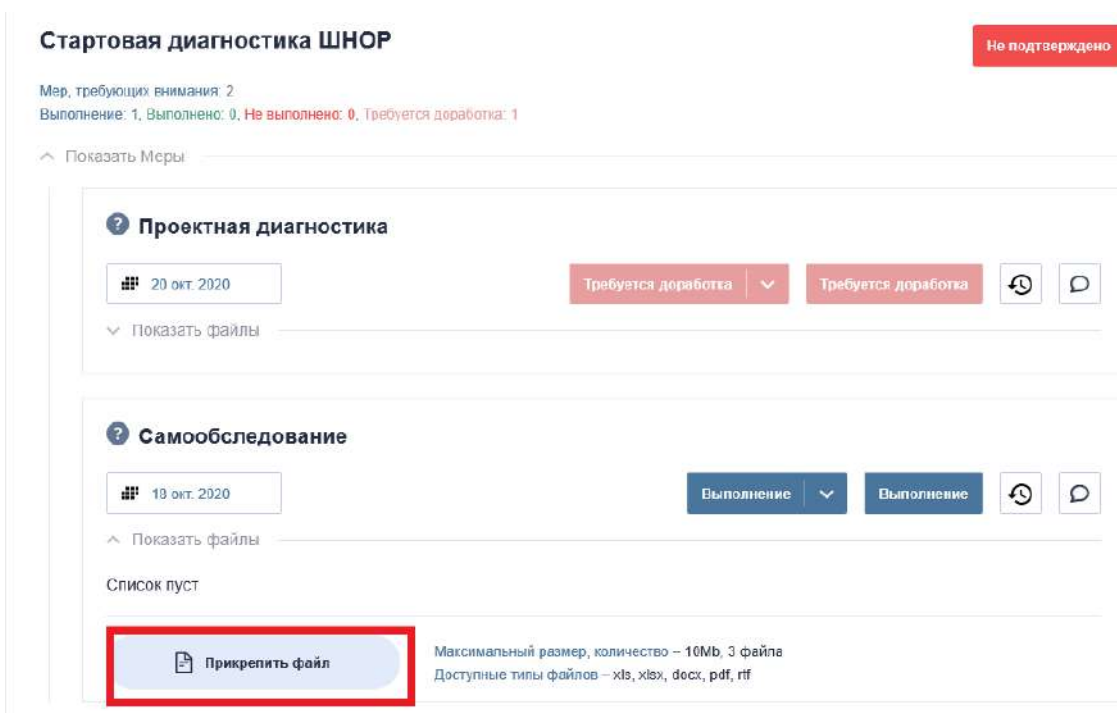 Стартовая диагностика ШНОР
Не подтверждено
Мер, требующих внимания: 2
Выполнение: 1, Выполнено: 0, Не выполнено: 0, Требуется доработка: 1
Показать Меры
Проектная диагностика
20 окт. 2020
Требуется доработка
Требуется доработка
Показать файлы
Самообследование
18 окт. 2020
Выполнение
Выполнение
Показать файлы
Список пуст
Прикрепить файл
Максимальный размер, количество – 10Mb, 3 файла
Доступные типы файлов – xls, xlsx, docx, pdf, rtf